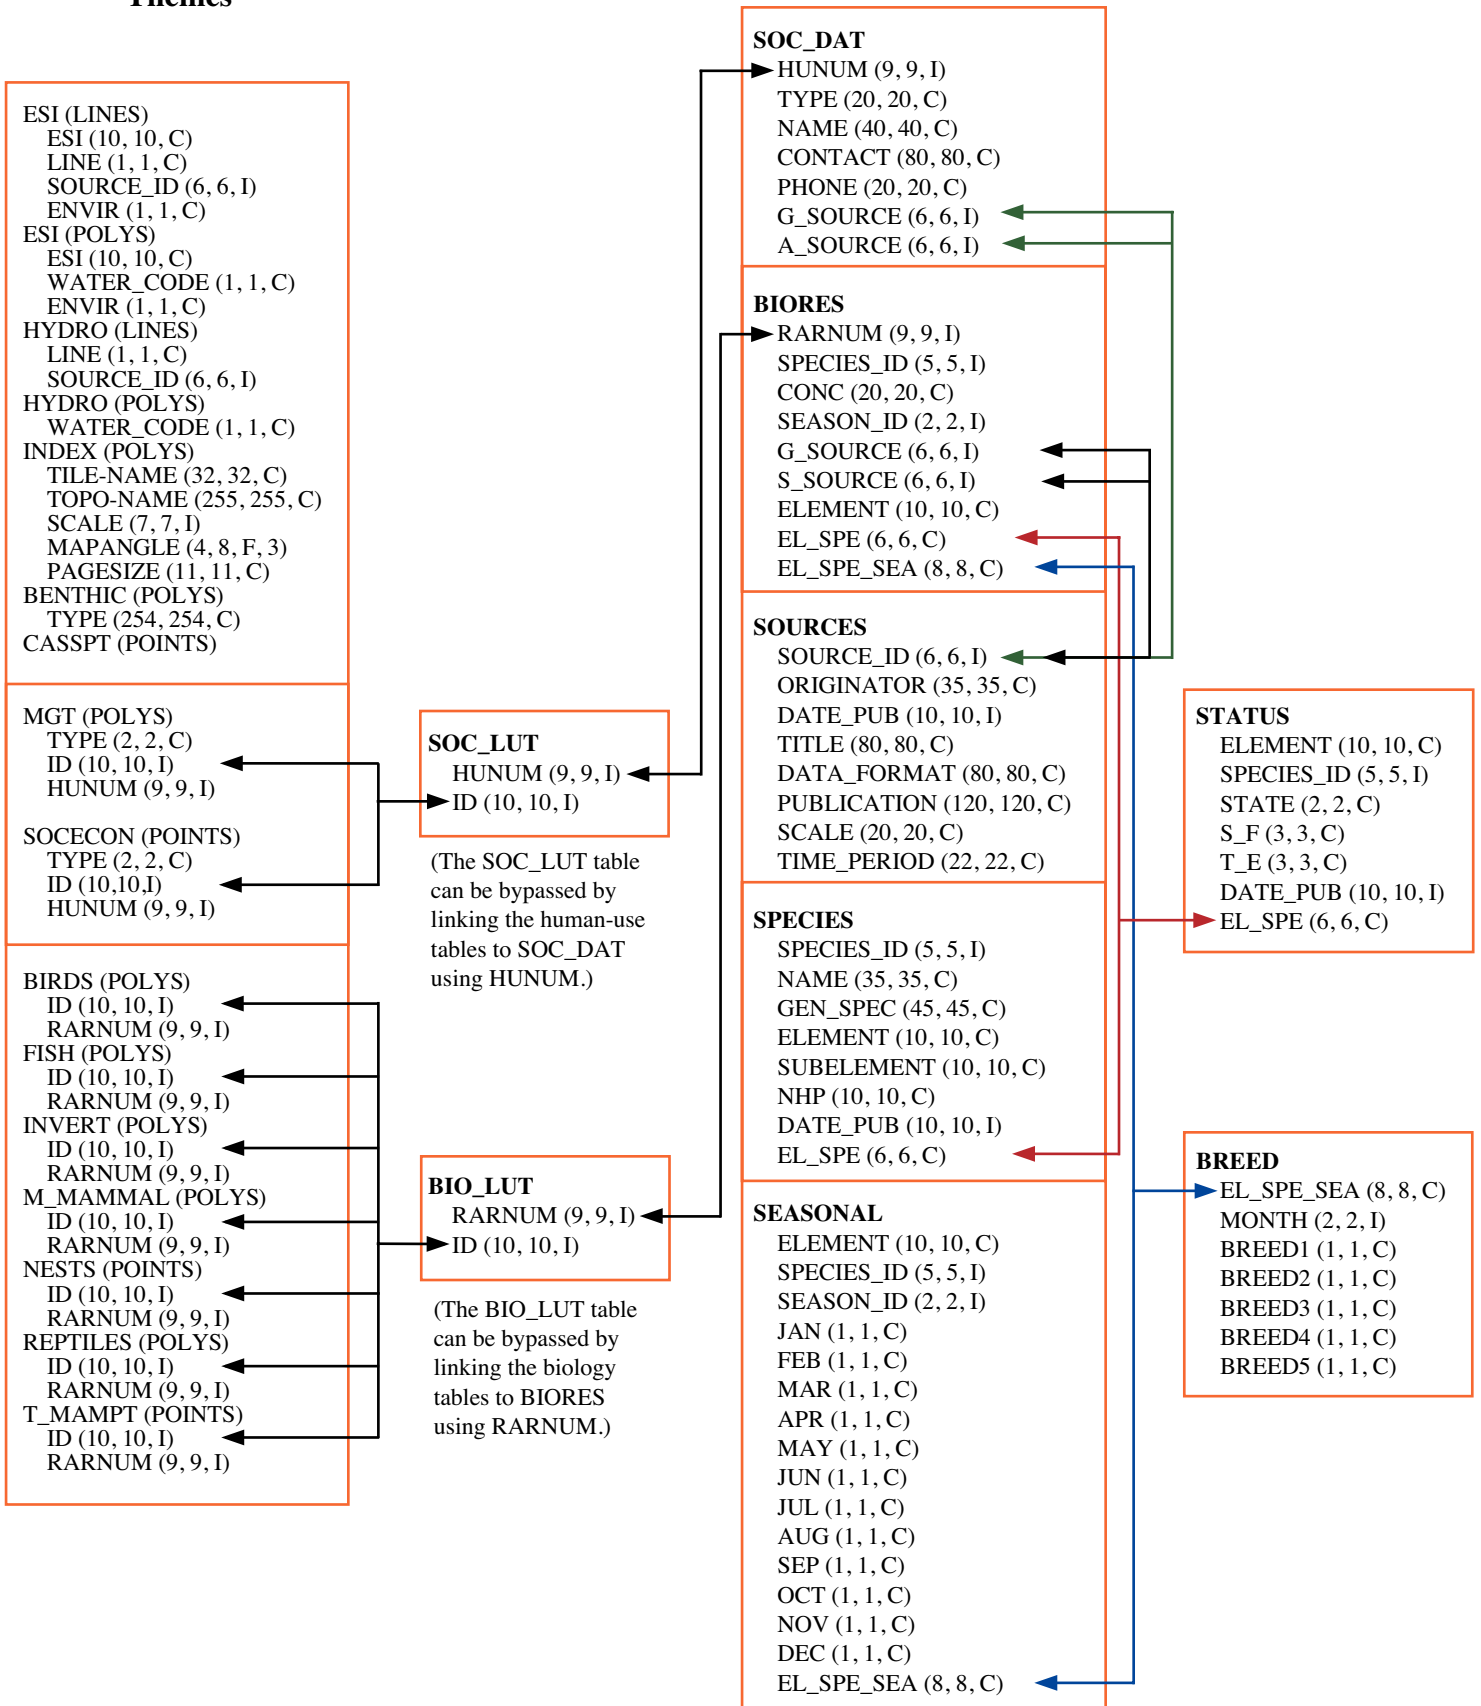 Themes
ESI (LINES)
ESI (10, 10, C)
LINE (1, 1, C)
SOURCE_ID (6, 6, I)
ENVIR (1, 1, C)
ESI (POLYS)
ESI (10, 10, C)
WATER_CODE (1, 1, C)
ENVIR (1, 1, C)
HYDRO (LINES)
LINE (1, 1, C)
SOURCE_ID (6, 6, I)
HYDRO (POLYS)
WATER_CODE (1, 1, C)
INDEX (POLYS)
TILE-NAME (32, 32, C)
TOPO-NAME (255, 255, C)
SCALE (7, 7, I)
MAPANGLE (4, 8, F, 3)
PAGESIZE (11, 11, C)
BENTHIC (POLYS)
TYPE (254, 254, C)
CASSPT (POINTS)
MGT (POLYS)
TYPE (2, 2, C)
ID (10, 10, I)
HUNUM (9, 9, I)
SOCECON (POINTS)
TYPE (2, 2, C)
ID (10,10,I)
HUNUM (9, 9, I)
BIRDS (POLYS)
ID (10, 10, I)
RARNUM (9, 9, I)
FISH (POLYS)
ID (10, 10, I)
RARNUM (9, 9, I)
INVERT (POLYS)
ID (10, 10, I)
RARNUM (9, 9, I)
M_MAMMAL (POLYS)
ID (10, 10, I)
RARNUM (9, 9, I)
NESTS (POINTS)
ID (10, 10, I)
RARNUM (9, 9, I)
REPTILES (POLYS)
ID (10, 10, I)
RARNUM (9, 9, I)
T_MAMPT (POINTS)
ID (10, 10, I)
RARNUM (9, 9, I)
SOC_LUT
HUNUM (9, 9, I)
ID (10, 10, I)
(The SOC_LUT table
can be bypassed by
linking the human-use
tables to SOC_DAT
using HUNUM.)
BIO_LUT
RARNUM (9, 9, I)
ID (10, 10, I)
(The BIO_LUT table
can be bypassed by
linking the biology
tables to BIORES
using RARNUM.)
SOC_DAT
HUNUM (9, 9, I)
TYPE (20, 20, C)
NAME (40, 40, C)
CONTACT (80, 80, C)
PHONE (20, 20, C)
G_SOURCE (6, 6, I)
A_SOURCE (6, 6, I)
BIORES
RARNUM (9, 9, I)
SPECIES_ID (5, 5, I)
CONC (20, 20, C)
SEASON_ID (2, 2, I)
G_SOURCE (6, 6, I)
S_SOURCE (6, 6, I)
ELEMENT (10, 10, C)
EL_SPE (6, 6, C)
EL_SPE_SEA (8, 8, C)
SOURCES
SOURCE_ID (6, 6, I)
ORIGINATOR (35, 35, C)
DATE_PUB (10, 10, I)
TITLE (80, 80, C)
DATA_FORMAT (80, 80, C)
PUBLICATION (120, 120, C)
SCALE (20, 20, C)
TIME_PERIOD (22, 22, C)
SPECIES
SPECIES_ID (5, 5, I)
NAME (35, 35, C)
GEN_SPEC (45, 45, C)
ELEMENT (10, 10, C)
SUBELEMENT (10, 10, C)
NHP (10, 10, C)
DATE_PUB (10, 10, I)
EL_SPE (6, 6, C)
SEASONAL
ELEMENT (10, 10, C)
SPECIES_ID (5, 5, I)
SEASON_ID (2, 2, I)
JAN (1, 1, C)
FEB (1, 1, C)
MAR (1, 1, C)
APR (1, 1, C)
MAY (1, 1, C)
JUN (1, 1, C)
JUL (1, 1, C)
AUG (1, 1, C)
SEP (1, 1, C)
OCT (1, 1, C)
NOV (1, 1, C)
DEC (1, 1, C)
EL_SPE_SEA (8, 8, C)
STATUS
ELEMENT (10, 10, C)
SPECIES_ID (5, 5, I)
STATE (2, 2, C)
S_F (3, 3, C)
T_E (3, 3, C)
DATE_PUB (10, 10, I)
EL_SPE (6, 6, C)
BREED
EL_SPE_SEA (8, 8, C)
MONTH (2, 2, I)
BREED1 (1, 1, C)
BREED2 (1, 1, C)
BREED3 (1, 1, C)
BREED4 (1, 1, C)
BREED5 (1, 1, C)